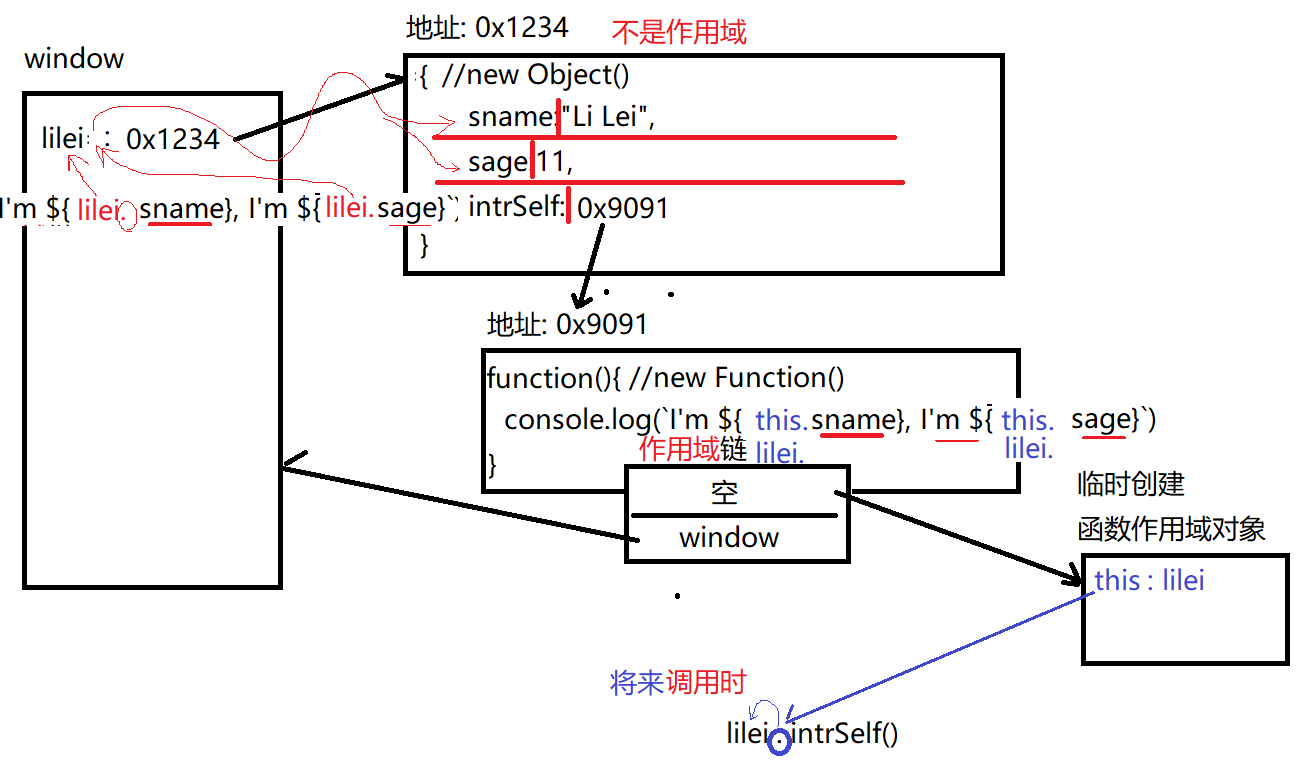 地址: 0x1234 不是作用域
window
{ //new Object()
lilei : 0x1234
sname:"Li Lei",
sage:11,
I'm ${ lilei. sname}, I'm ${lilei.sage}`)
intrSelf: 0x9091
}
地址: 0x9091
function(){ //new Function()
console.log(`I'm ${ this. sname}, I'm ${ this. sage}`)
作用域链 lilei. lilei.
}
空
window
临时创建
函数作用域对象
this : lilei
将来调用时
lilei.intrSelf()